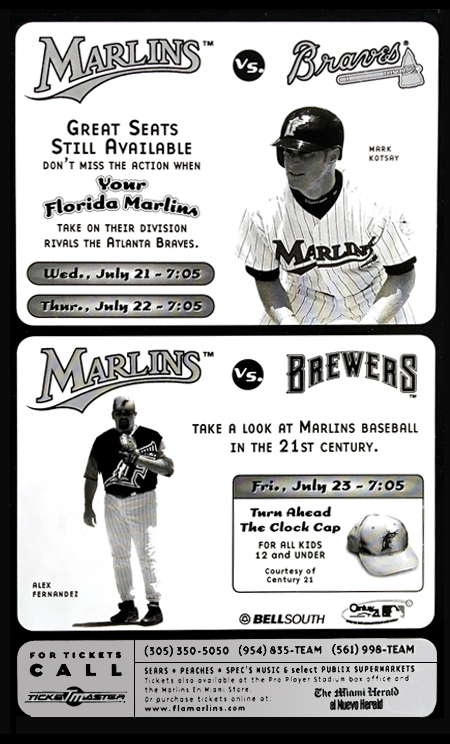 MARLINS™ vs. Braves®
GREAT SEATS
STILL AVAILABLE
DON'T MISS THE ACTION WHEN
Your
Florida Marlins
TAKE ON THEIR DIVISION
RIVALS THE ATLANTA BRAVES.
Wed., July 21 - 7:05
Thur., July 22 - 7:05
MARK
KOTSAY
F
MARLINS
MARLINS™ vs. BREWERS™
TAKE A LOOK AT MARLINS BASEBALL
IN THE 21ST CENTURY.
Fri., July 23 - 7:05
Turn Ahead
The Clock Cap
FOR ALL KIDS
12 AND UNDER
Courtesy of
Century 21
ALEX
FERNANDEZ
BELLSOUTH
Century 21
FOR TICKETS
CALL
TICKETMASTER
(305) 350-5050 (954) 835-TEAM (561) 998-TEAM
SEARS • PEACHES • SPEC'S MUSIC & select PUBLIX SUPERMARKETS
Tickets also available at the Pro Player Stadium box office and
the Marlins En Miami Store.
Or purchase tickets online at:
www.flamarlins.com
The Miami Herald
el Nuevo Herald